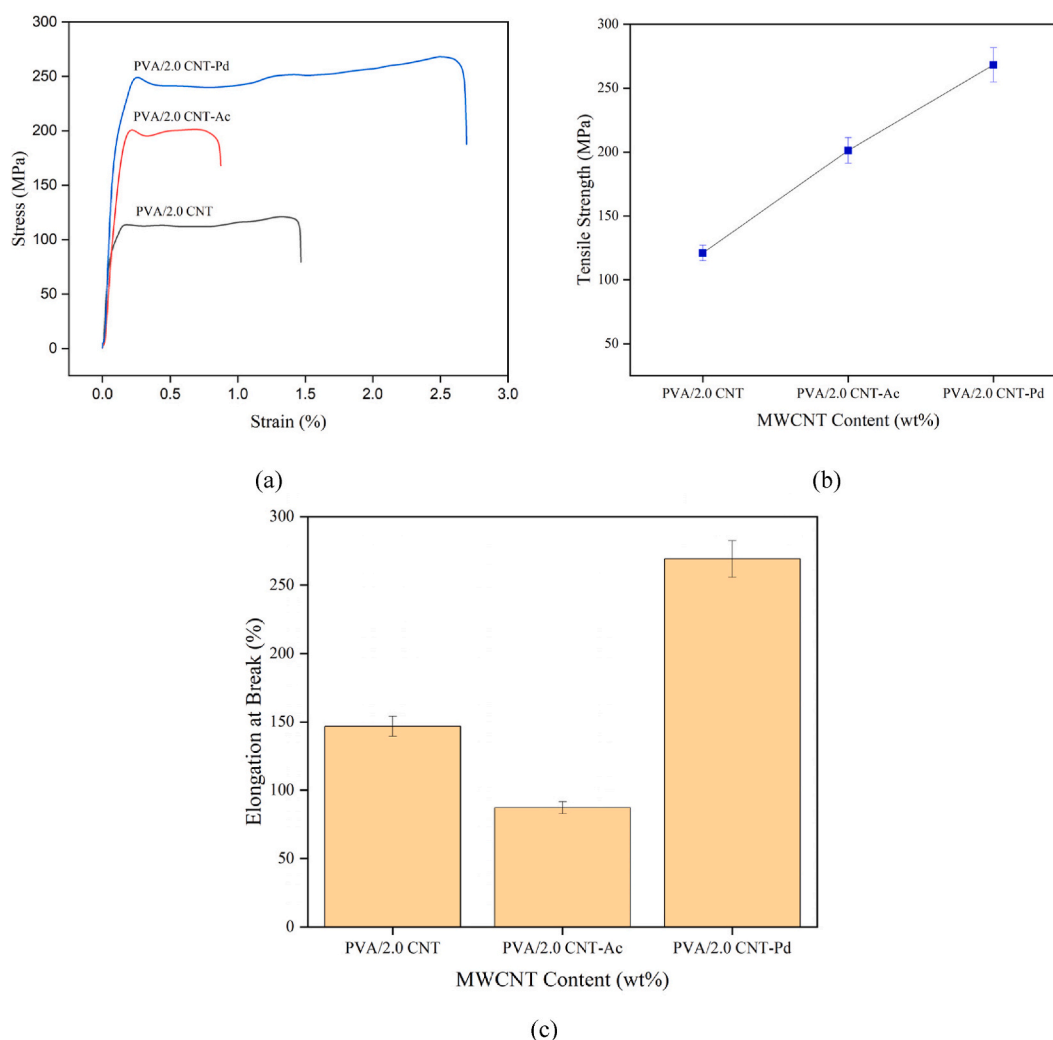 300
250
200
150
100
50
0
Stress (MPa)
PVA/2.0 CNT-Pd
PVA/2.0 CNT-Ac
PVA/2.0 CNT
0.0 0.5 1.0 1.5 2.0 2.5 3.0
Strain (%)
(a)
300
250
200
150
100
50
Tensile Strength (MPa)
PVA/2.0 CNT PVA/2.0 CNT-Ac PVA/2.0 CNT-Pd
MWCNT Content (wt%)
(b)
300
250
200
150
100
50
0
Elongation at Break (%)
PVA/2.0 CNT PVA/2.0 CNT-Ac PVA/2.0 CNT-Pd
MWCNT Content (wt%)
(c)